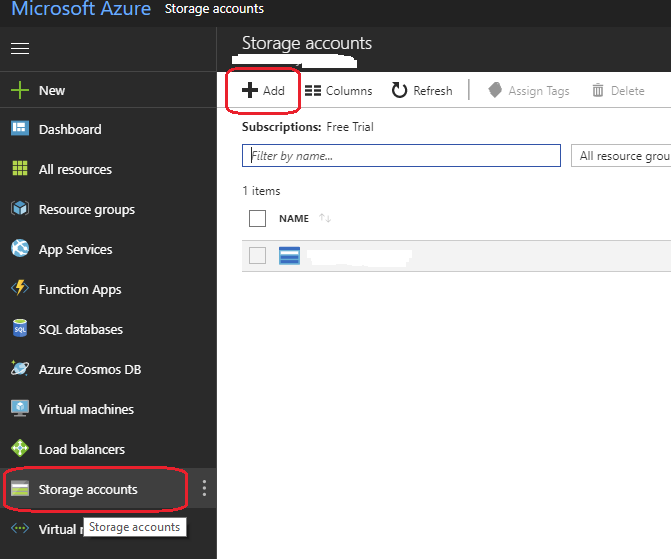 Microsoft Azure Storage accounts
Storage accounts
New
Add Columns Refresh Assign Tags Delete
Dashboard
Subscriptions: Free Trial
Filter by name... All resource grou
All resources
1 items
Resource groups
NAME
App Services
Function Apps
SQL databases
Azure Cosmos DB
Virtual machines
Load balancers
Storage accounts
Storage accounts
Virtual